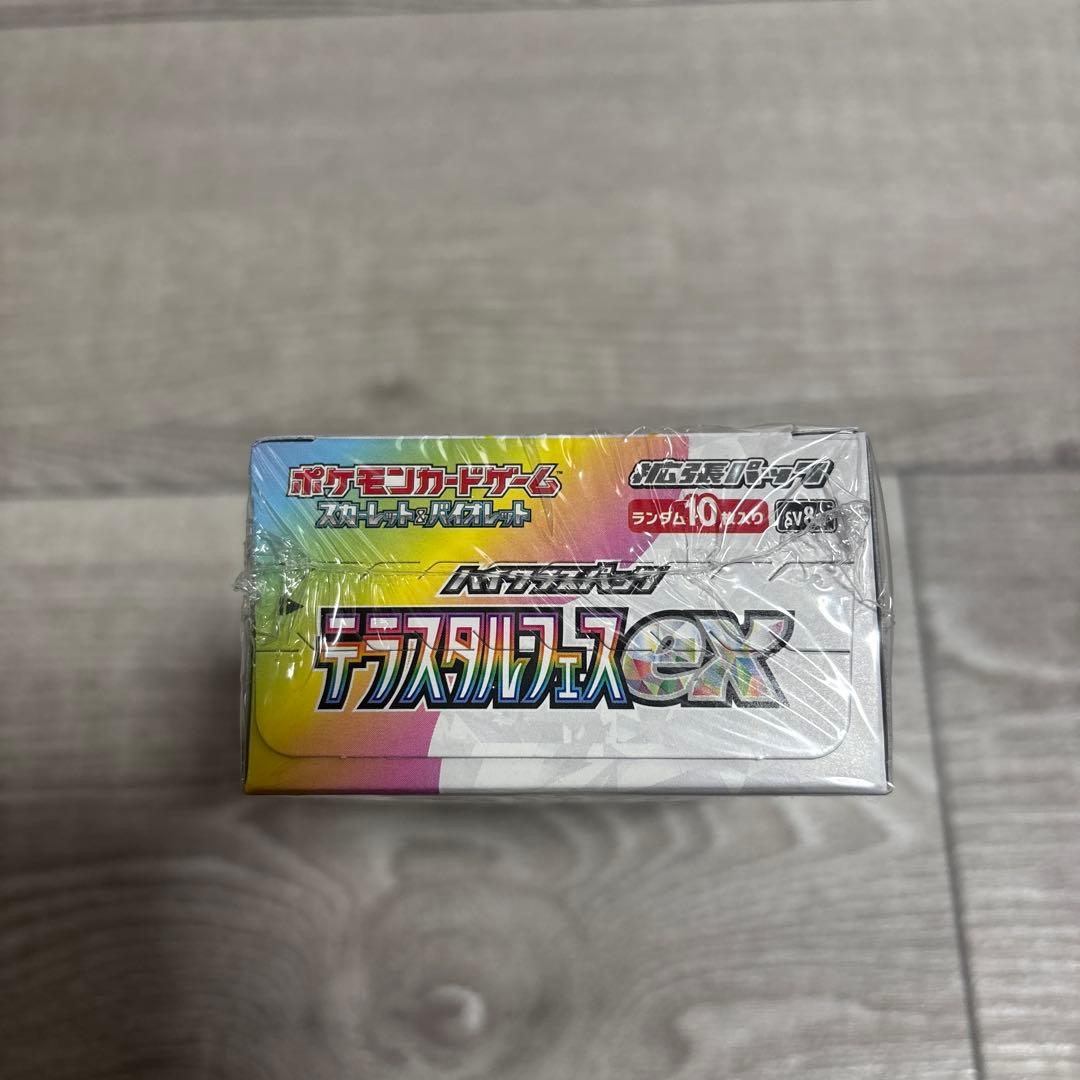 ポケモンカードゲーム™
拡張パック
スカーレット&バイオレット
ランダム10枚入り
ハイクラスパック
テラスタル・フェスex